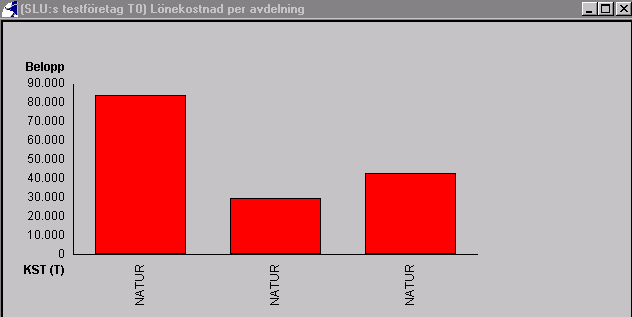 (SLU:s testföretag T0) Lönekostnad per avdelning
Belopp
90.000
80.000
70.000
60.000
50.000
40.000
30.000
20.000
10.000
0
KST (T)
NATUR
NATUR
NATUR